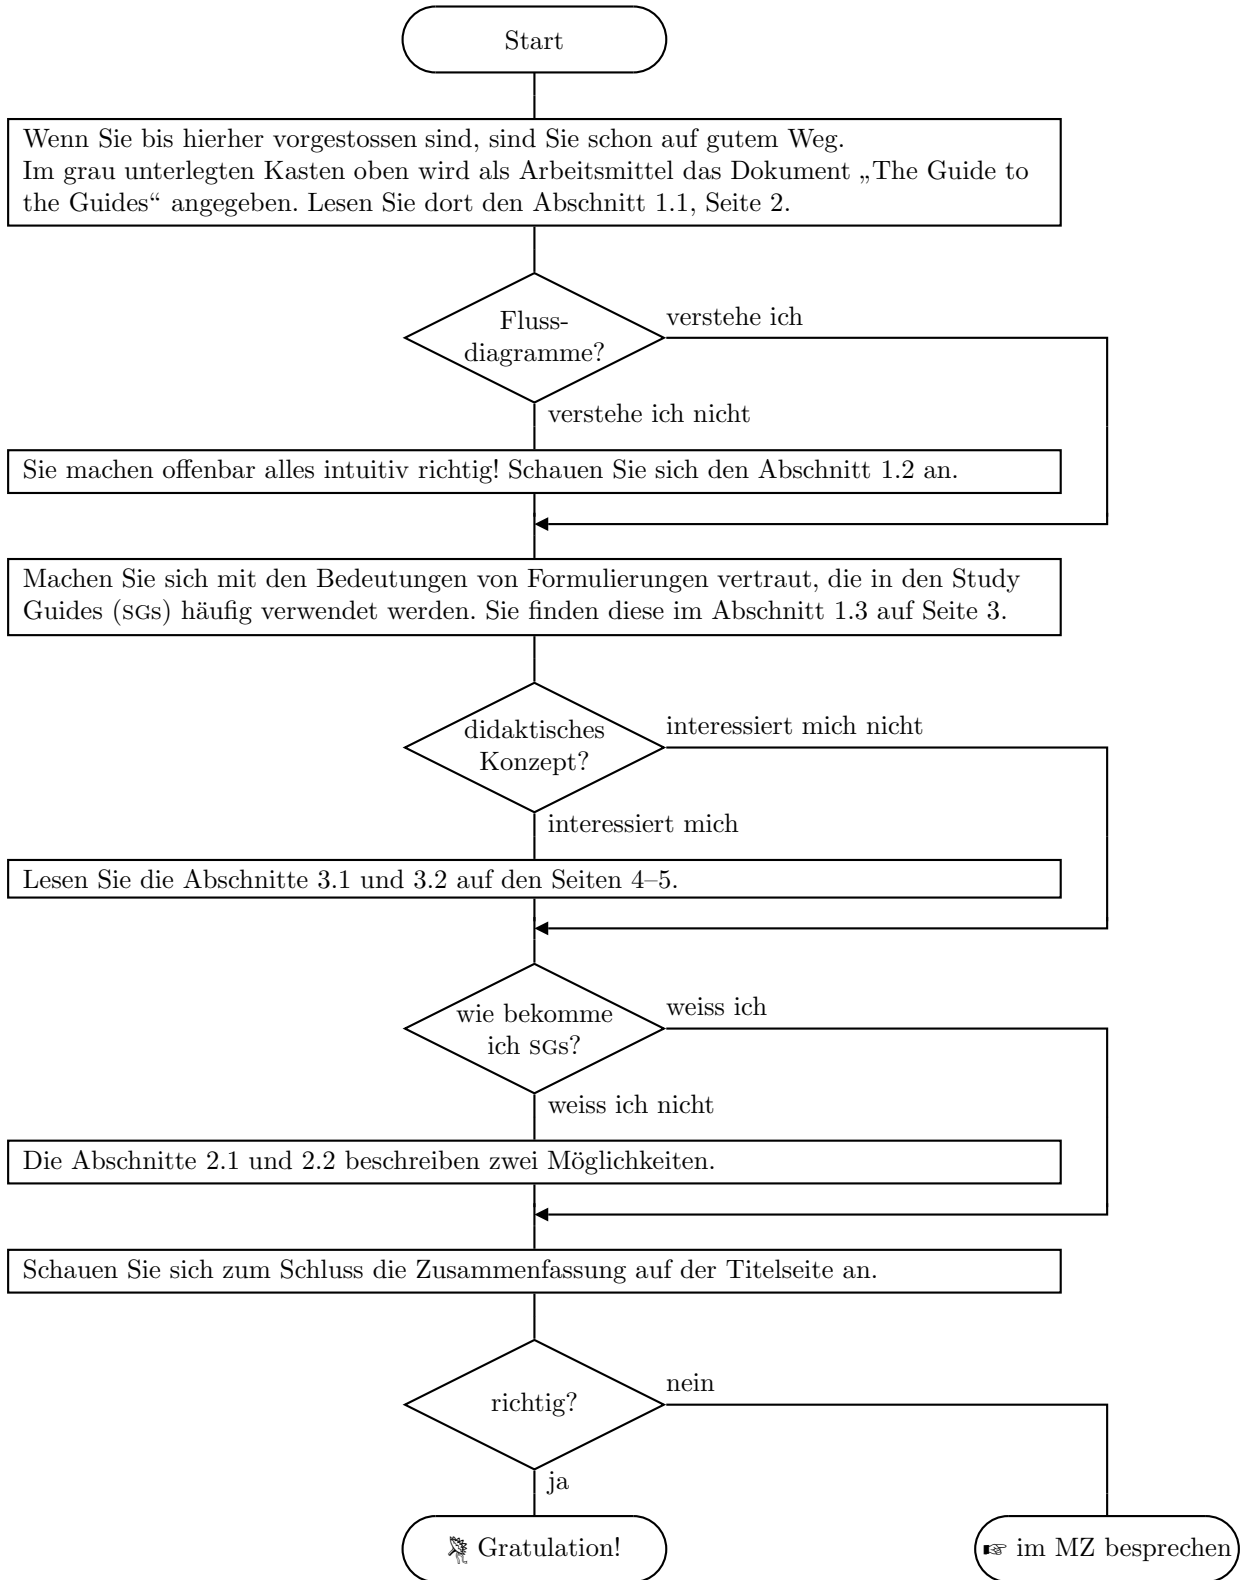 Start
Wenn Sie bis hierher vorgestossen sind, sind Sie schon auf gutem Weg.
Im grau unterlegten Kasten oben wird als Arbeitsmittel das Dokument „The Guide to
the Guides“ angegeben. Lesen Sie dort den Abschnitt 1.1, Seite 2.
verstehe ich
Fluss-
diagramme?
verstehe ich nicht
Sie machen offenbar alles intuitiv richtig! Schauen Sie sich den Abschnitt 1.2 an.
Machen Sie sich mit den Bedeutungen von Formulierungen vertraut, die in den Study
Guides (SGs) häufig verwendet werden. Sie finden diese im Abschnitt 1.3 auf Seite 3.
interessiert mich nicht
didaktisches
Konzept?
interessiert mich
Lesen Sie die Abschnitte 3.1 und 3.2 auf den Seiten 4–5.
weiss ich
wie bekomme
ich SGs?
weiss ich nicht
Die Abschnitte 2.1 und 2.2 beschreiben zwei Möglichkeiten.
Schauen Sie sich zum Schluss die Zusammenfassung auf der Titelseite an.
nein
richtig?
ja
Gratulation!
☞ im MZ besprechen